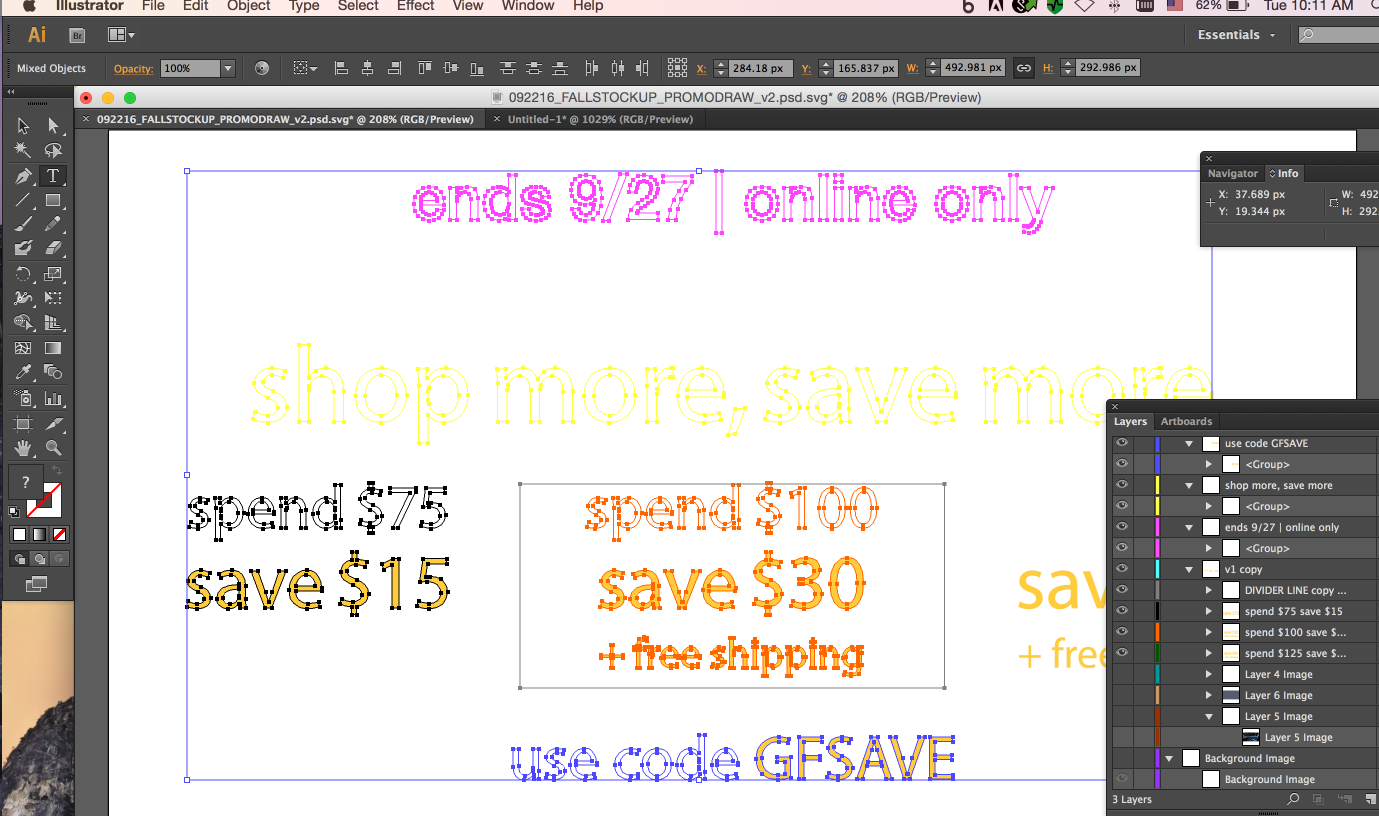 Illustrator File Edit Object Type Select Effect View Window Help 62% Tue 10:11 AM
Ai Br Essentials
Mixed Objects Opacity: 100% X: 284.18 px Y: 165.837 px W: 492.981 px H: 292.986 px
092216_FALLSTOCKUP_PROMODRAW_v2.psd.svg* @ 208% (RGB/Preview)
× 092216_FALLSTOCKUP_PROMODRAW_v2.psd.svg* @ 208% (RGB/Preview) × Untitled-1* @ 1029% (RGB/Preview)
Navigator Info
X: 37.689 px W: 492
Y: 19.344 px H: 292.
ends 9/27 | online only
shop more, save more
spend $75
save $15
spend $100
save $30
+ free shipping
sav
+ free
use code GFSAVE
T
?
Layers Artboards
use code GFSAVE
<Group>
shop more, save more
<Group>
ends 9/27 | online only
<Group>
v1 copy
DIVIDER LINE copy ...
spend $75 save $15
spend $100 save $...
spend $125 save $...
Layer 4 Image
Layer 6 Image
Layer 5 Image
Layer 5 Image
Background Image
Background Image
3 Layers